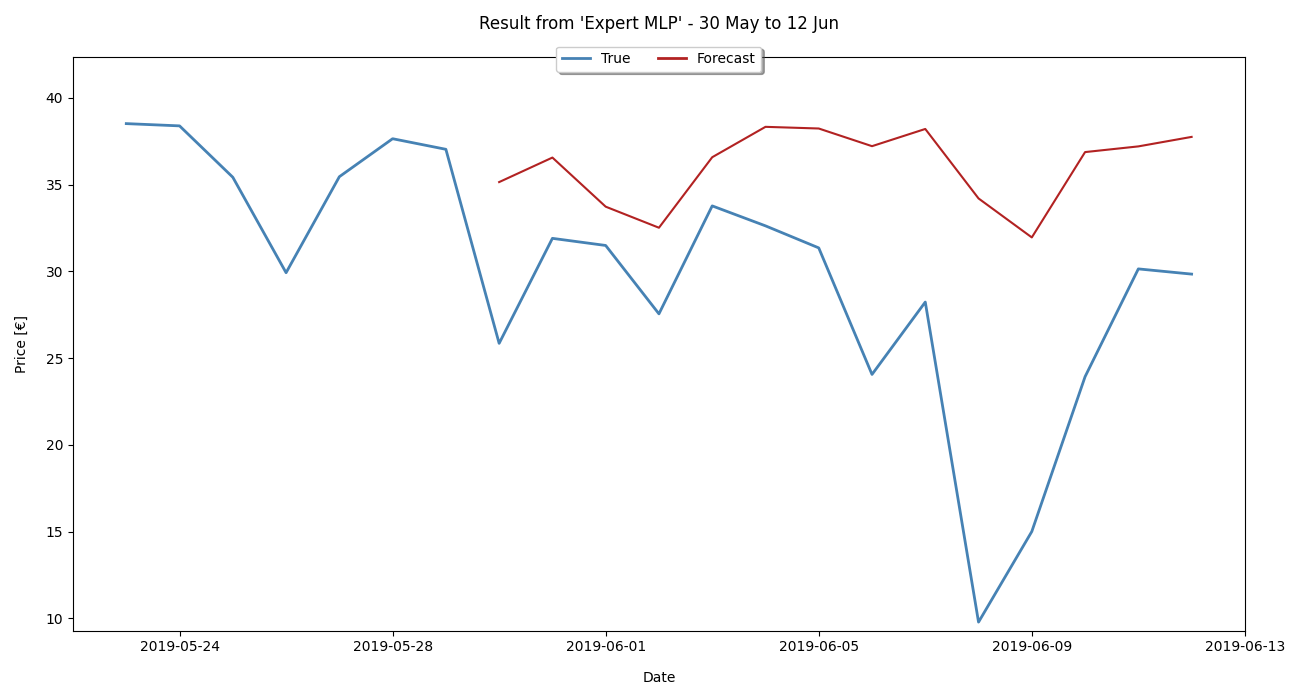 Result from 'Expert MLP' - 30 May to 12 Jun
True Forecast
40
35
30
25
20
15
10
Price [€]
2019-05-24 2019-05-28 2019-06-01 2019-06-05 2019-06-09 2019-06-13
Date